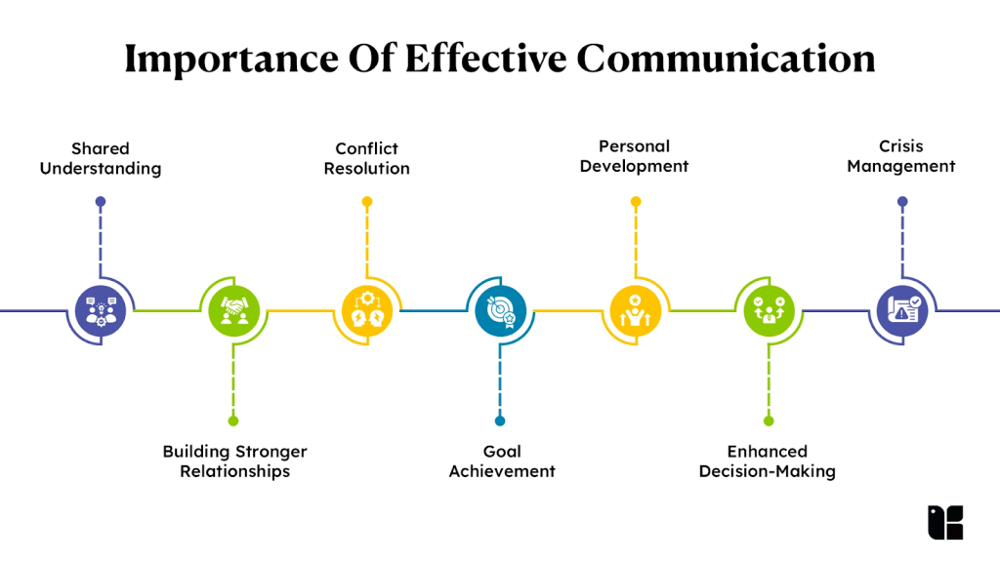 Importance Of Effective Communication
Shared
Understanding
Building Stronger
Relationships
Conflict
Resolution
Goal
Achievement
Personal
Development
Enhanced
Decision-Making
Crisis
Management